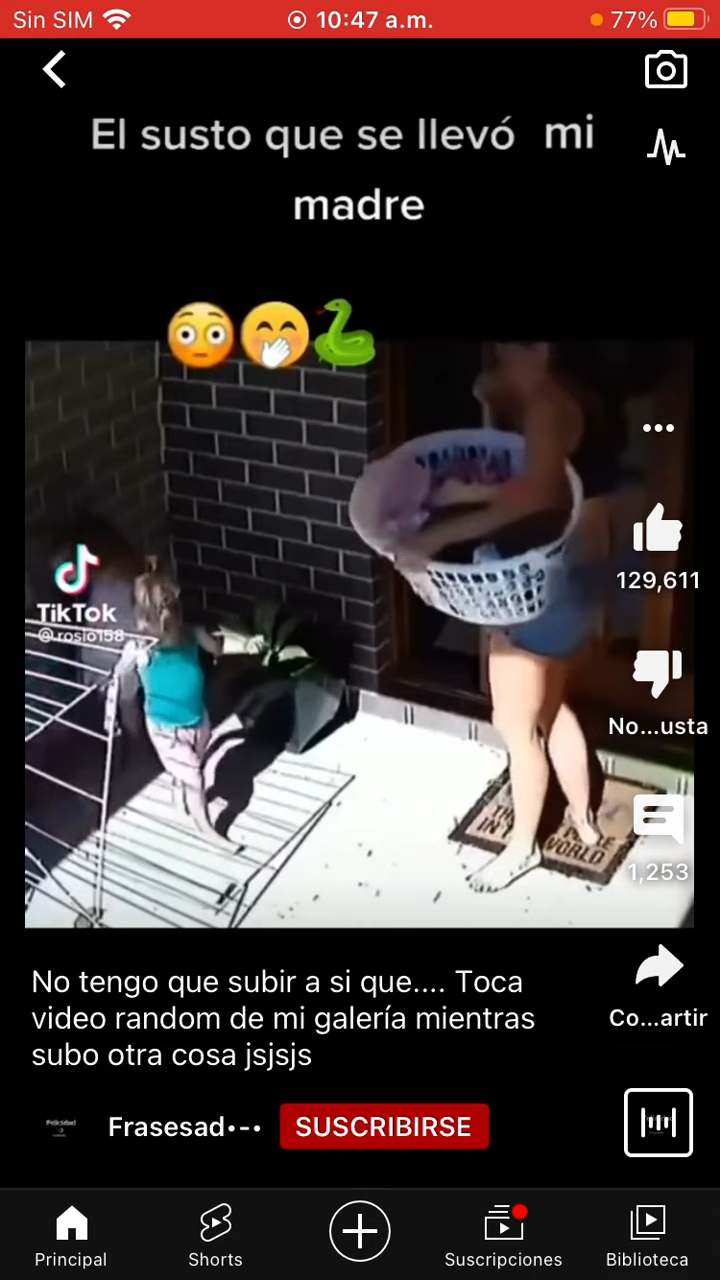 Sin SIM 10:47 a.m. 77%
El susto que se llevó mi
madre
TikTok
@rosio158
129,611
No...usta
1,253
Co...artir
No tengo que subir a si que.... Toca
video random de mi galería mientras
subo otra cosa jsjsjs
Felicidad
Frasesad•-- SUSCRIBIRSE
Principal Shorts Suscripciones Biblioteca